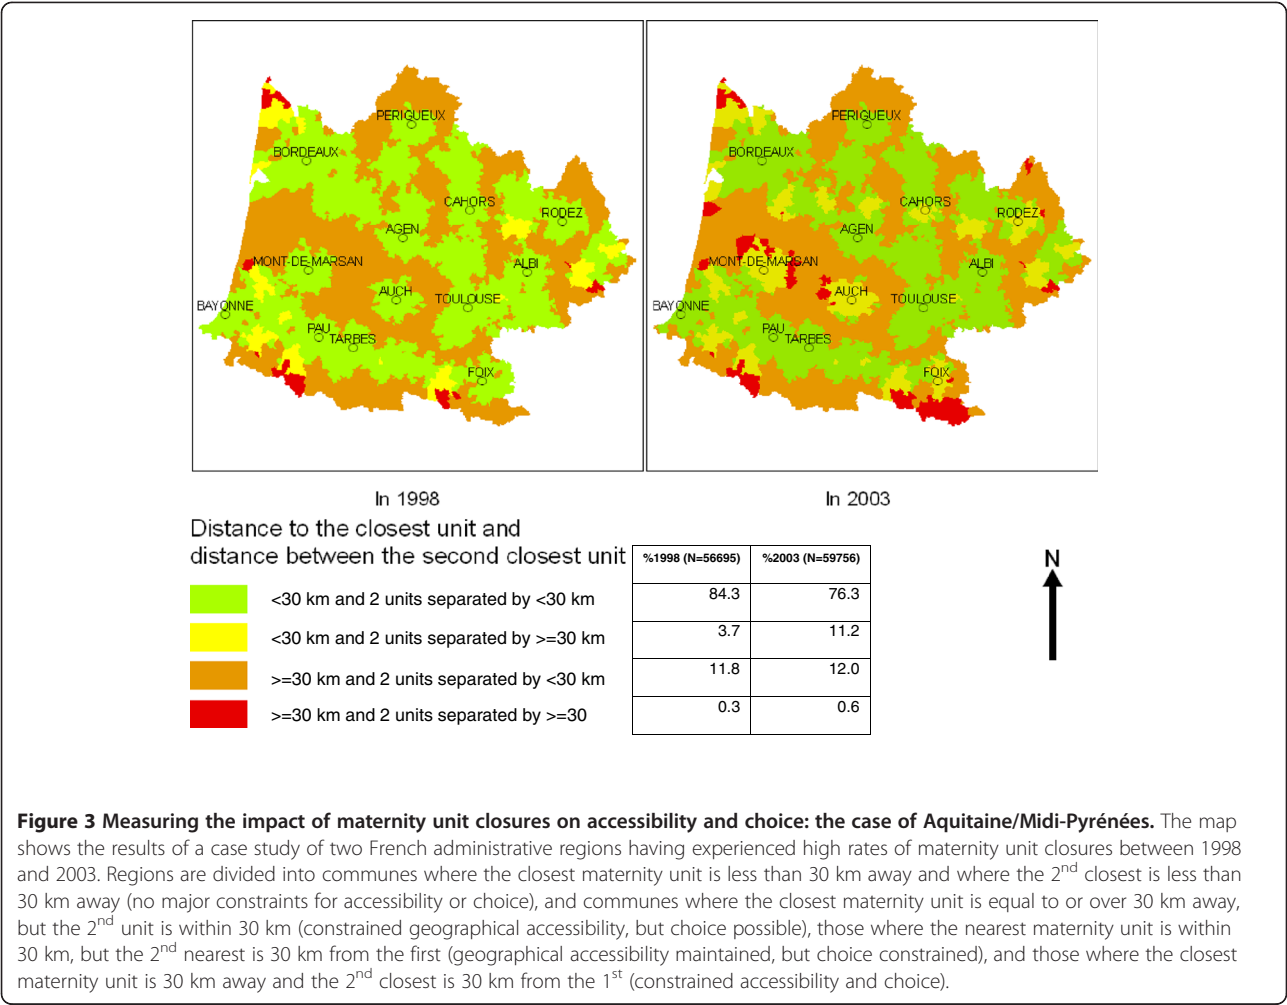 PERIGUEUX
BORDEAUX
CAHORS
RODEZ
AGEN
MONT-DE-MARSAN
ALBI
AUCH
TOULOUSE
BAYONNE
PAU
TARBES
FOIX
PERIGUEUX
BORDEAUX
CAHORS
RODEZ
AGEN
MONT-DE-MARSAN
ALBI
AUCH
TOULOUSE
BAYONNE
PAU
TARBES
FOIX
In 1998
In 2003
Distance to the closest unit and
distance between the second closest unit
%1998 (N=56695) %2003 (N=59756)
<30 km and 2 units separated by <30 km 84.3 76.3
<30 km and 2 units separated by >=30 km 3.7 11.2
>=30 km and 2 units separated by <30 km 11.8 12.0
>=30 km and 2 units separated by >=30 0.3 0.6
N
Figure 3 Measuring the impact of maternity unit closures on accessibility and choice: the case of Aquitaine/Midi-Pyrénées. The map
shows the results of a case study of two French administrative regions having experienced high rates of maternity unit closures between 1998
and 2003. Regions are divided into communes where the closest maternity unit is less than 30 km away and where the 2nd closest is less than
30 km away (no major constraints for accessibility or choice), and communes where the closest maternity unit is equal to or over 30 km away,
but the 2nd unit is within 30 km (constrained geographical accessibility, but choice possible), those where the nearest maternity unit is within
30 km, but the 2nd nearest is 30 km from the first (geographical accessibility maintained, but choice constrained), and those where the closest
maternity unit is 30 km away and the 2nd closest is 30 km from the 1st (constrained accessibility and choice).